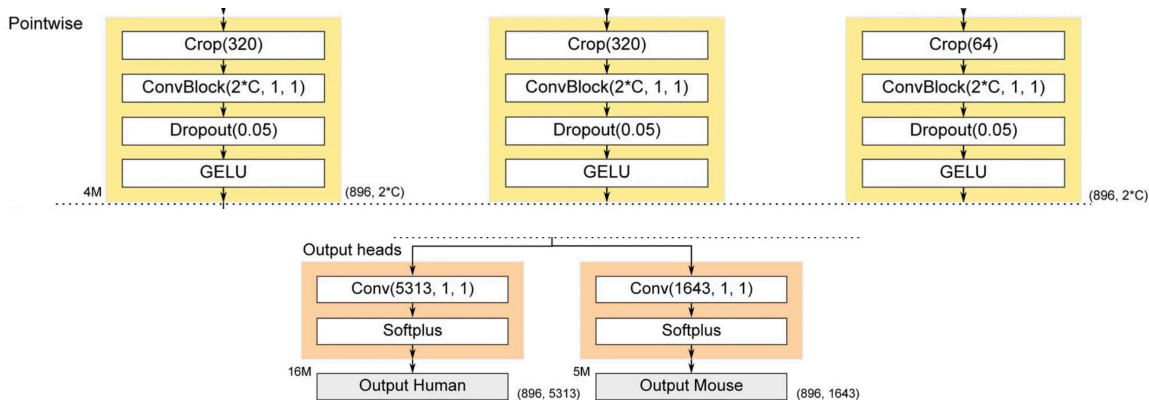 Pointwise
Crop(320)
ConvBlock(2*C, 1, 1)
Dropout(0.05)
GELU
4M
(896, 2*C)
Crop(320)
ConvBlock(2*C, 1, 1)
Dropout(0.05)
GELU
Crop(64)
ConvBlock(2*C, 1, 1)
Dropout(0.05)
GELU
(896, 2*C)
Output heads
Conv(5313, 1, 1)
Softplus
16M
Output Human
(896, 5313)
Conv(1643, 1, 1)
Softplus
5M
Output Mouse
(896, 1643)